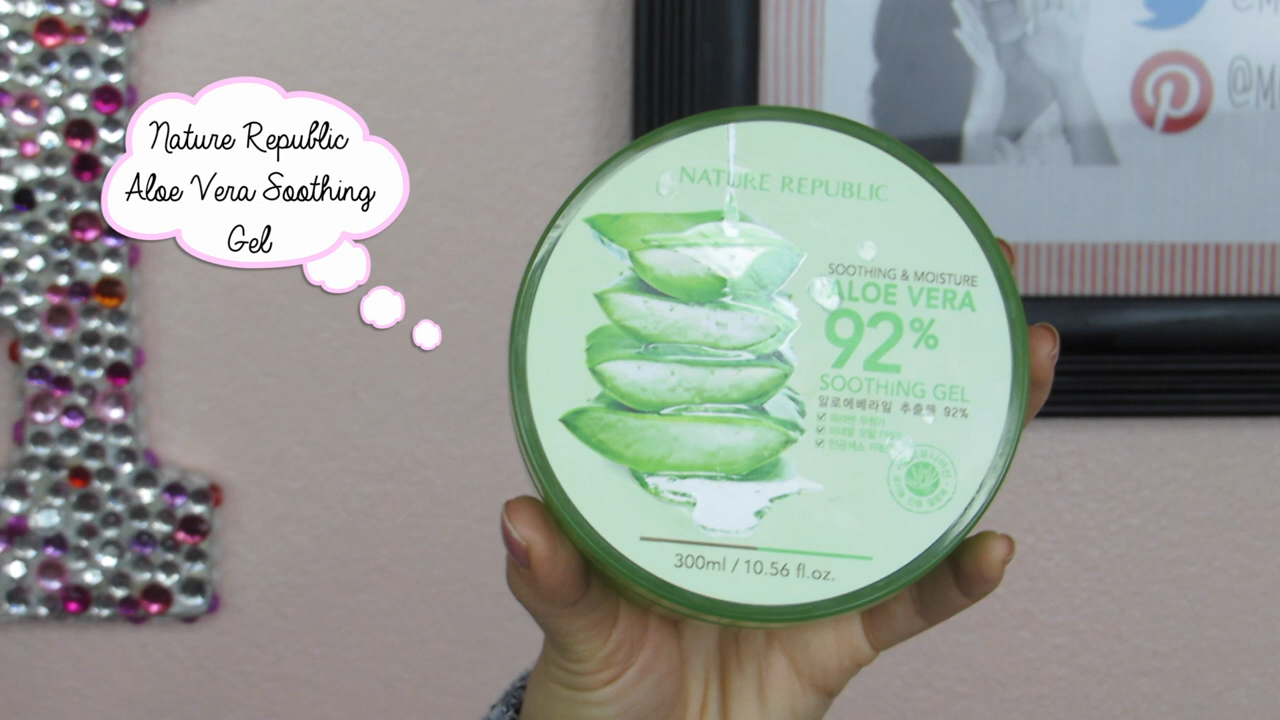 Nature Republic
Aloe Vera Soothing
Gel
@M
NATURE REPUBLIC
SOOTHING & MOISTURE
ALOE VERA
92%
SOOTHING GEL
알로에베라잎 추출물 92%
300ml / 10.56 fl.oz.